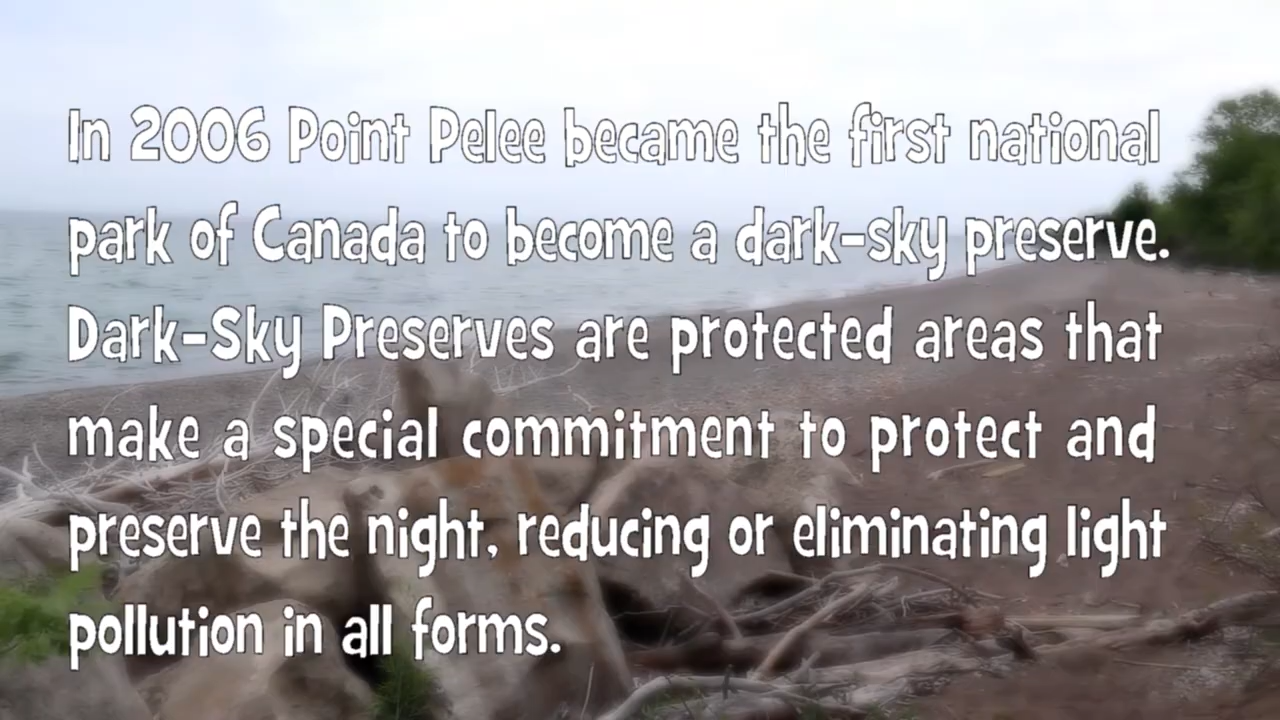 In 2006 Point Pelee became the first national
park of Canada to become a dark-sky preserve.
Dark-Sky Preserves are protected areas that
make a special commitment to protect and
preserve the night, reducing or eliminating light
pollution in all forms.